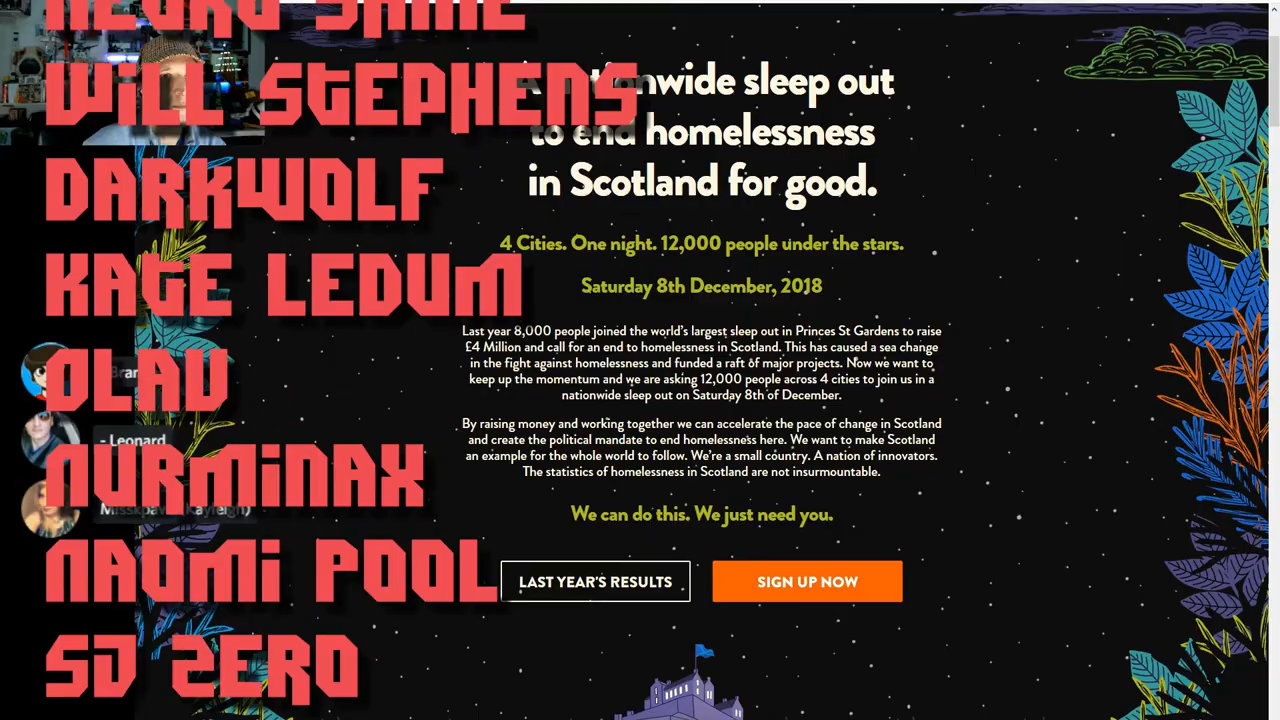 WILL STEPHENS
DARKWOLF
KATE LEDUM
OLAV
NURMINAX
NAOMI POOL
SJ ZERO
- Leonard
sleep out
to end homelessness
in Scotland for good.
4 Cities. One night. 12,000 people under the stars.
Saturday 8th December, 2018
Last year 8,000 people joined the world's largest sleep out in Princes St Gardens to raise
£4 Million and call for an end to homelessness in Scotland. This has caused a sea change
in the fight against homelessness and funded a raft of major projects. Now we want to
keep up the momentum and we are asking 12,000 people across 4 cities to join us in a
nationwide sleep out on Saturday 8th of December.
By raising money and working together we can accelerate the pace of change in Scotland
and create the political mandate to end homelessness here. We want to make Scotland
an example for the whole world to follow. We're a small country. A nation of innovators.
The statistics of homelessness in Scotland are not insurmountable.
We can do this. We just need you.
LAST YEAR'S RESULTS
SIGN UP NOW